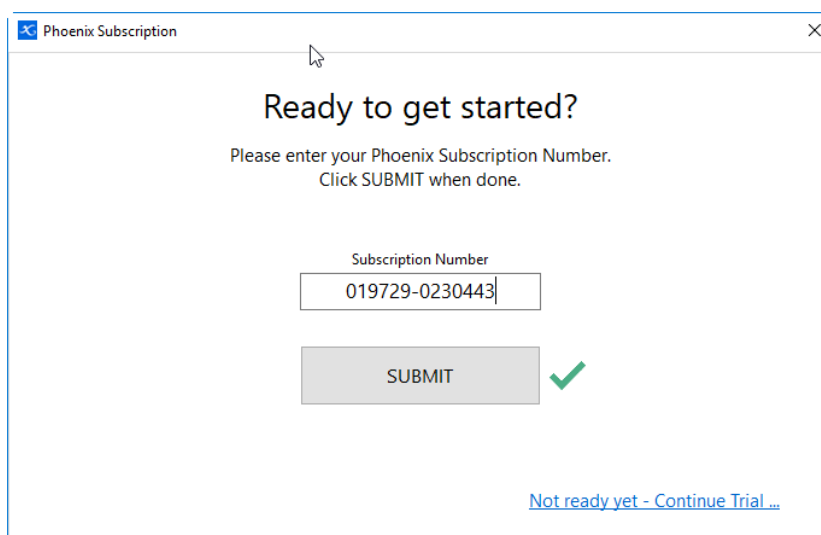 Phoenix Subscription
Ready to get started?
Please enter your Phoenix Subscription Number.
Click SUBMIT when done.
Subscription Number
019729-0230443
SUBMIT
Not ready yet - Continue Trial ...